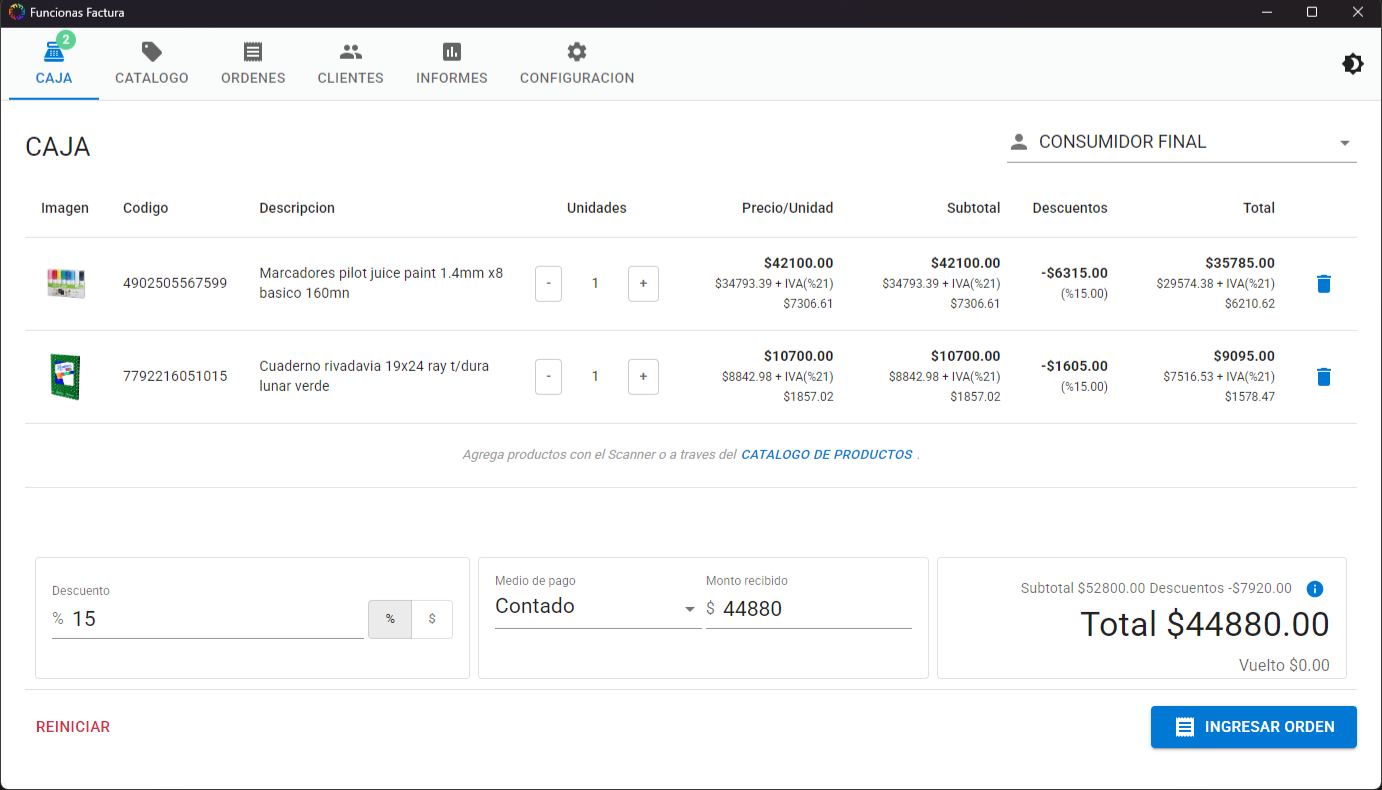 Funcionas Factura
2
CAJA
CATALOGO
ORDENES
CLIENTES
INFORMES
CONFIGURACION
CAJA
CONSUMIDOR FINAL
Imagen Codigo Descripcion Unidades Precio/Unidad Subtotal Descuentos Total
4902505567599
Marcadores pilot juice paint 1.4mm x8
basico 160mn
- 1 +
$42100.00
$34793.39 + IVA(%21)
$7306.61
$42100.00
$34793.39 + IVA(%21)
$7306.61
-$6315.00
(%15.00)
$35785.00
$29574.38 + IVA(%21)
$6210.62
7792216051015
Cuaderno rivadavia 19x24 ray t/dura
lunar verde
- 1 +
$10700.00
$8842.98 + IVA(%21)
$1857.02
$10700.00
$8842.98 + IVA(%21)
$1857.02
-$1605.00
(%15.00)
$9095.00
$7516.53 + IVA(%21)
$1578.47
Agrega productos con el Scanner o a traves del CATALOGO DE PRODUCTOS .
Descuento
% 15
% $
Medio de pago
Contado
Monto recibido
$ 44880
Subtotal $52800.00 Descuentos -$7920.00
Total $44880.00
Vuelto $0.00
REINICIAR
INGRESAR ORDEN